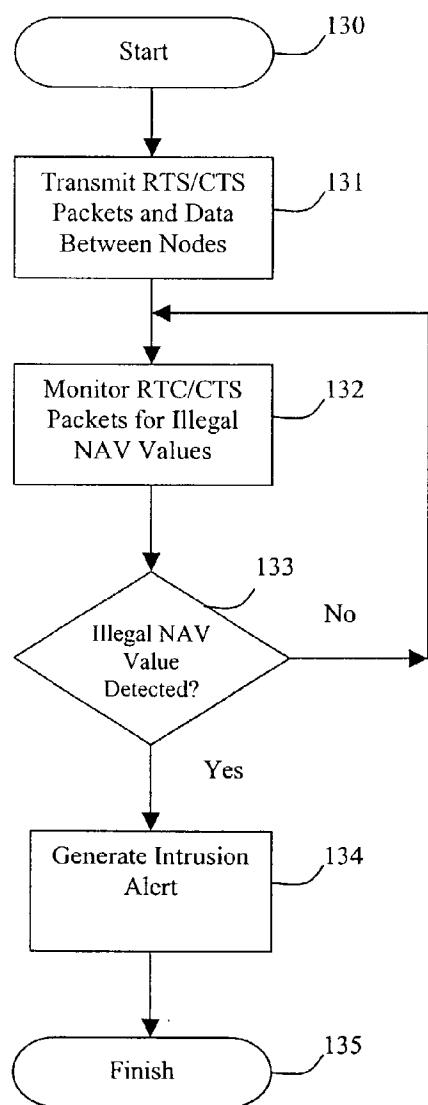 130
Start
131
Transmit RTS/CTS
Packets and Data
Between Nodes
132
Monitor RTC/CTS
Packets for Illegal
NAV Values
133
No
Illegal NAV
Value
Detected?
Yes
134
Generate Intrusion
Alert
135
Finish